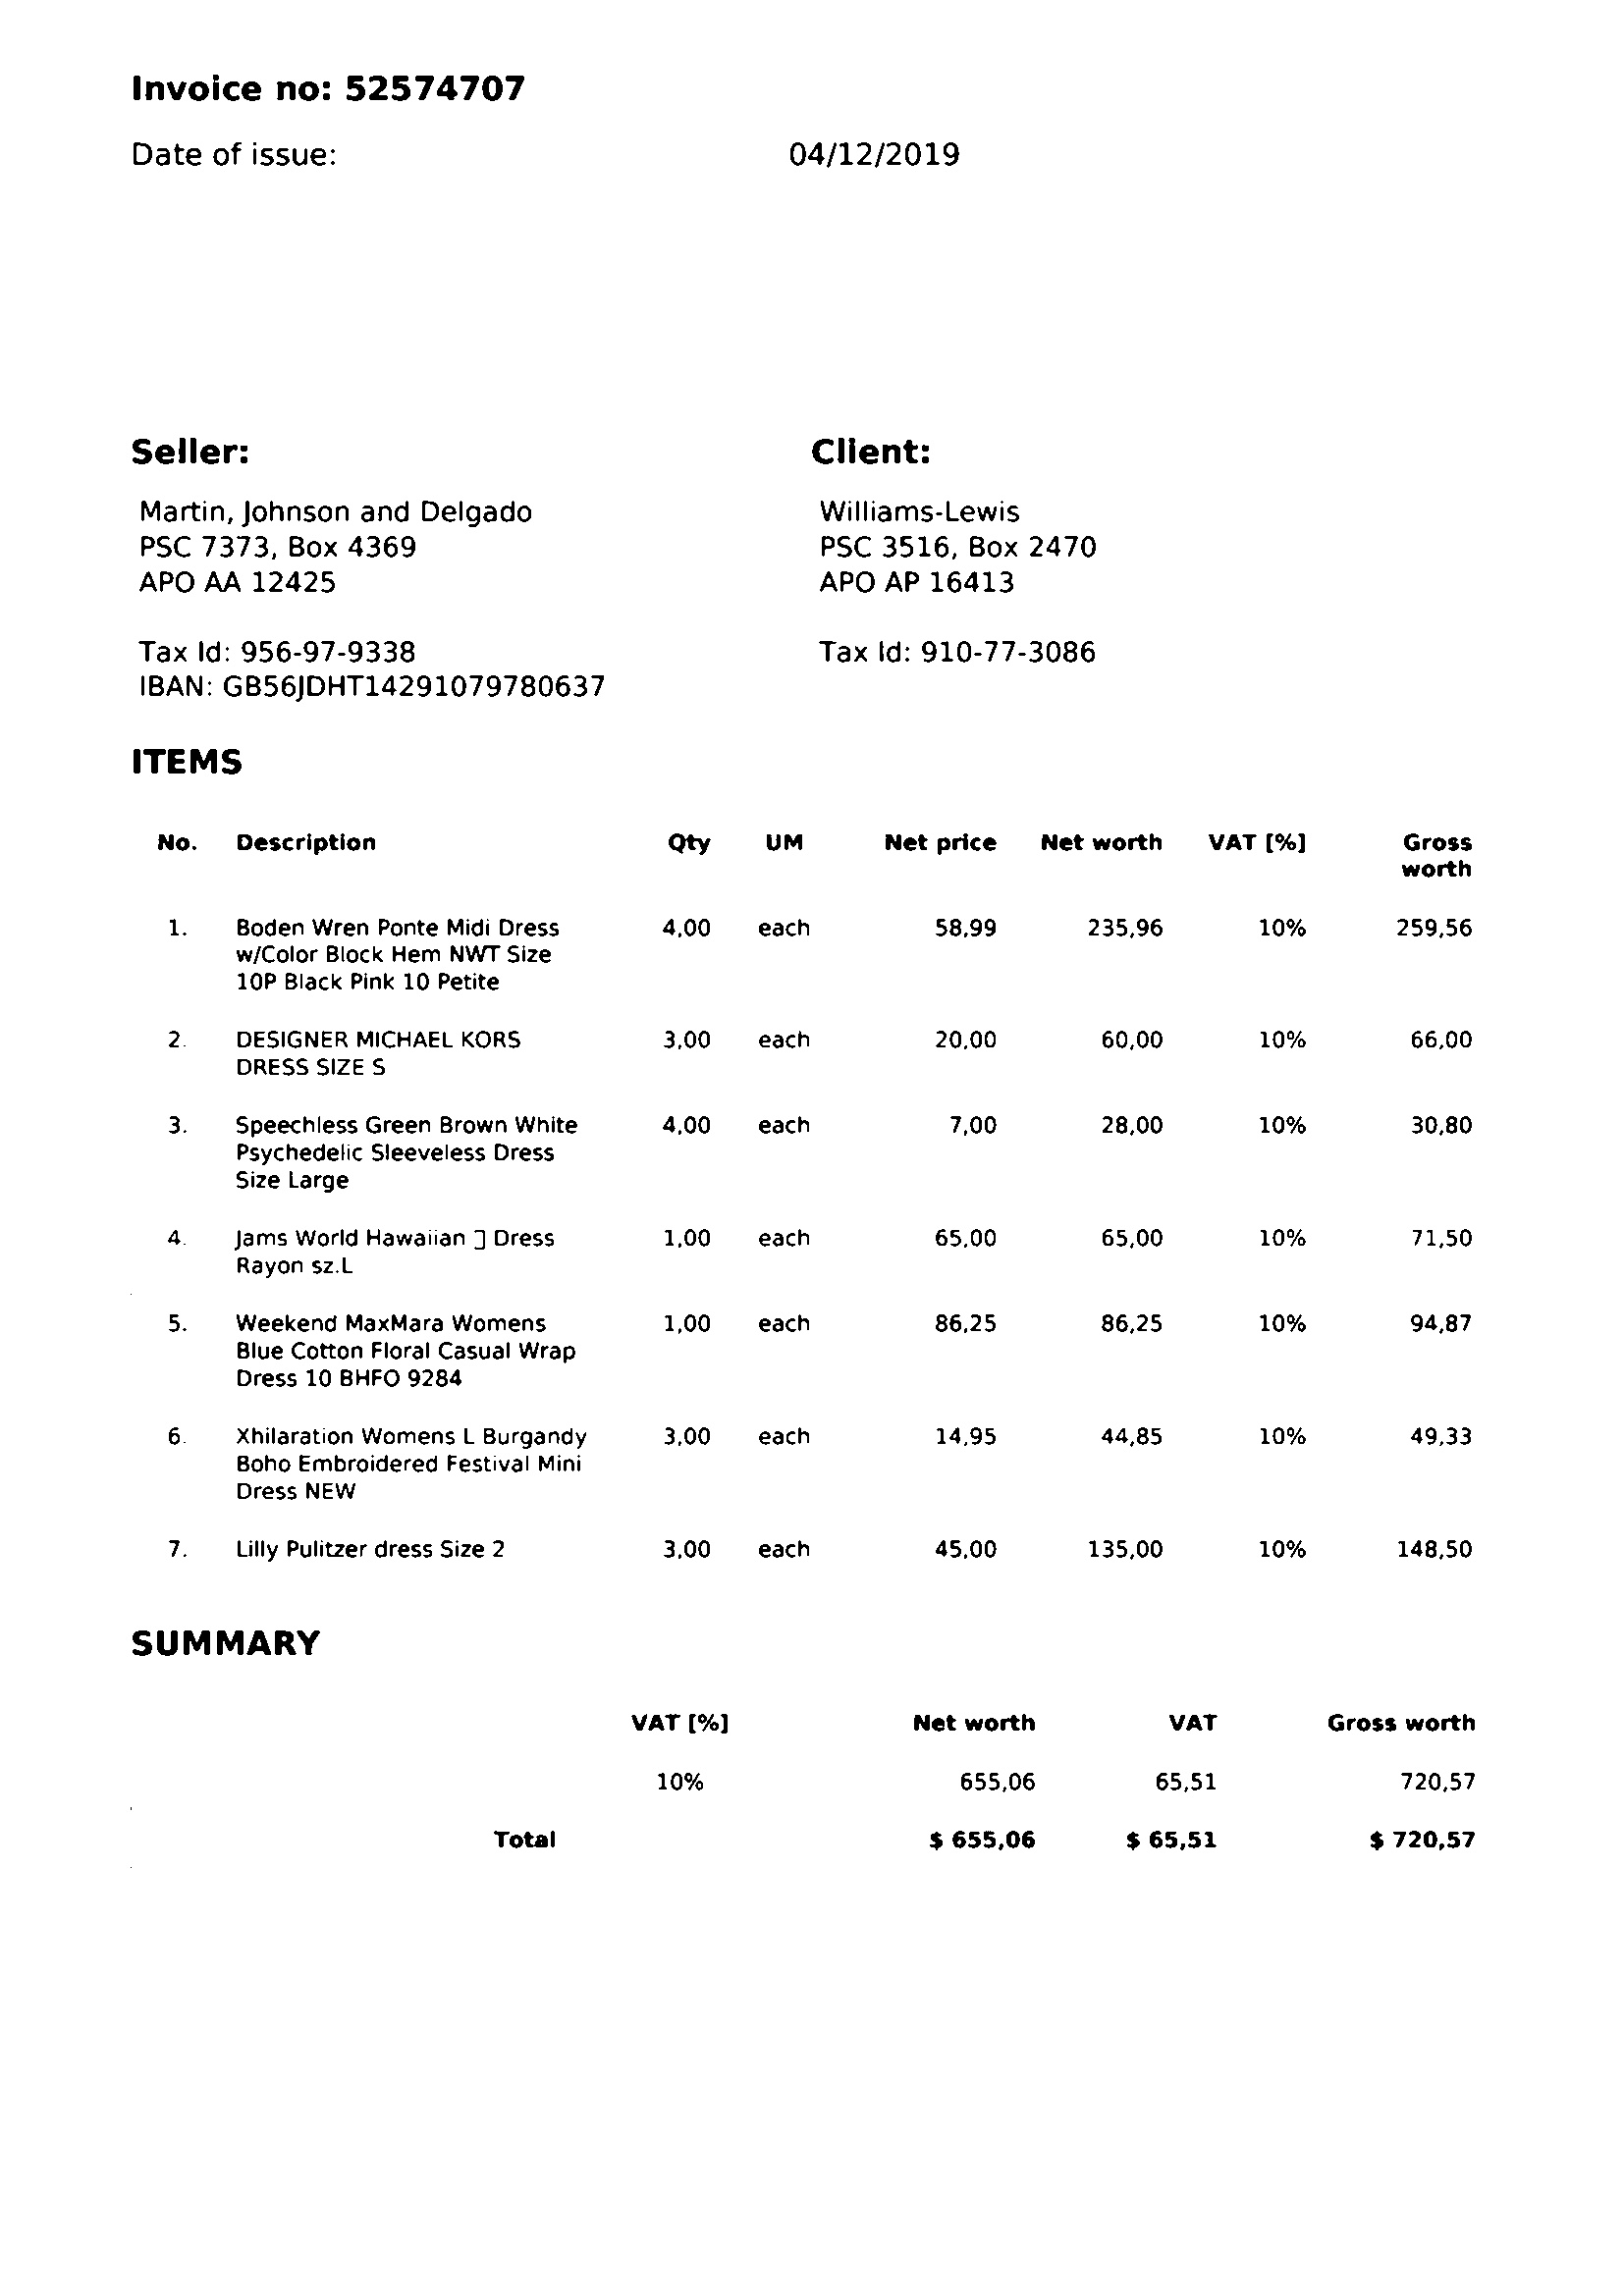 Invoice no: 52574707
Date of issue: 04/12/2019
Seller: Client:
Martin, Johnson and Delgado Williams-Lewis
PSC 7373, Box 4369 PSC 3516, Box 2470
APO AA 12425 APO AP 16413
Tax Id: 956-97-9338 Tax Id: 910-77-3086
IBAN: GB56JDHT14291079780637
ITEMS
No. Description Qty UM Net price Net worth VAT [%] Gross
worth
1. Boden Wren Ponte Midi Dress 4,00 each 58,99 235,96 10% 259,56
w/Color Block Hem NWT Size
10P Black Pink 10 Petite
2. DESIGNER MICHAEL KORS 3,00 each 20,00 60,00 10% 66,00
DRESS SIZE S
3. Speechless Green Brown White 4,00 each 7,00 28,00 10% 30,80
Psychedelic Sleeveless Dress
Size Large
4. Jams World Hawaiian Dress 1,00 each 65,00 65,00 10% 71,50
Rayon sz.L
5. Weekend MaxMara Womens 1,00 each 86,25 86,25 10% 94,87
Blue Cotton Floral Casual Wrap
Dress 10 BHFO 9284
6. Xhilaration Womens L Burgandy 3,00 each 14,95 44,85 10% 49,33
Boho Embroidered Festival Mini
Dress NEW
7. Lilly Pulitzer dress Size 2 3,00 each 45,00 135,00 10% 148,50
SUMMARY
VAT [%] Net worth VAT Gross worth
10% 655,06 65,51 720,57
Total $ 655,06 $ 65,51 $ 720,57